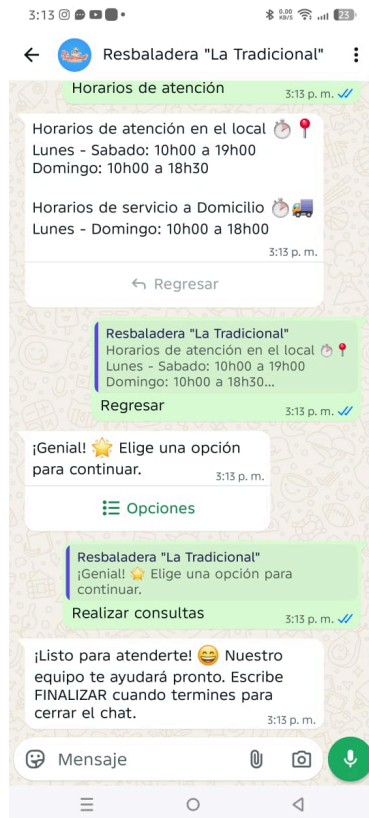 3:13
0.00
KB/S
23
Resbaladera "La Tradicional"
Horarios de atención
3:13 p. m.
Horarios de atención en el local
Lunes - Sabado: 10h00 a 19h00
Domingo: 10h00 a 18h30
Horarios de servicio a Domicilio
Lunes - Domingo: 10h00 a 18h00
3:13 p. m.
Regresar
Resbaladera "La Tradicional"
Horarios de atención en el local
Lunes - Sabado: 10h00 a 19h00
Domingo: 10h00 a 18h30...
Regresar
3:13 p. m.
¡Genial! 🌟 Elige una opción
para continuar.
3:13 p. m.
Opciones
Resbaladera "La Tradicional"
¡Genial! 🌟 Elige una opción para
continuar.
Realizar consultas
3:13 p. m.
¡Listo para atenderte! 😄 Nuestro
equipo te ayudará pronto. Escribe
FINALIZAR cuando termines para
cerrar el chat.
3:13 p. m.
Mensaje